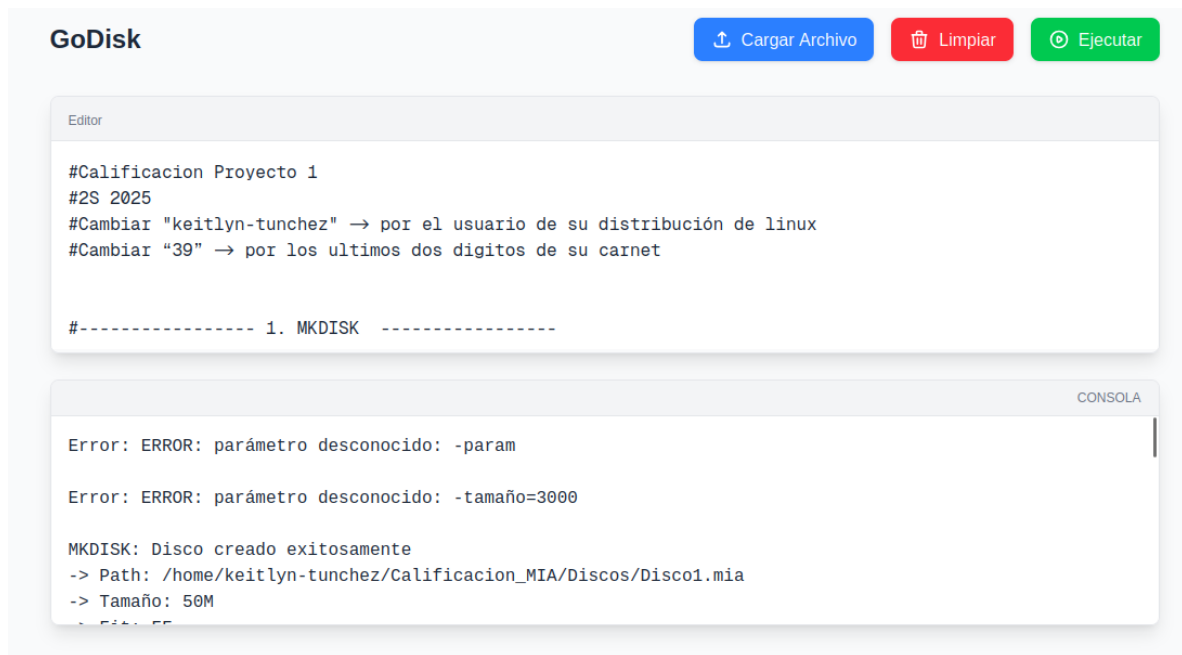 GoDisk
Cargar Archivo
Limpiar
Ejecutar
Editor
#Calificacion Proyecto 1
#2S 2025
#Cambiar "keitlyn-tunchez" → por el usuario de su distribución de linux
#Cambiar “39” → por los ultimos dos digitos de su carnet
#----------------- 1. MKDISK  -----------------
CONSOLA
Error: ERROR: parámetro desconocido: -param
Error: ERROR: parámetro desconocido: -tamaño=3000
MKDISK: Disco creado exitosamente
-> Path: /home/keitlyn-tunchez/Calificacion_MIA/Discos/Disco1.mia
-> Tamaño: 50M